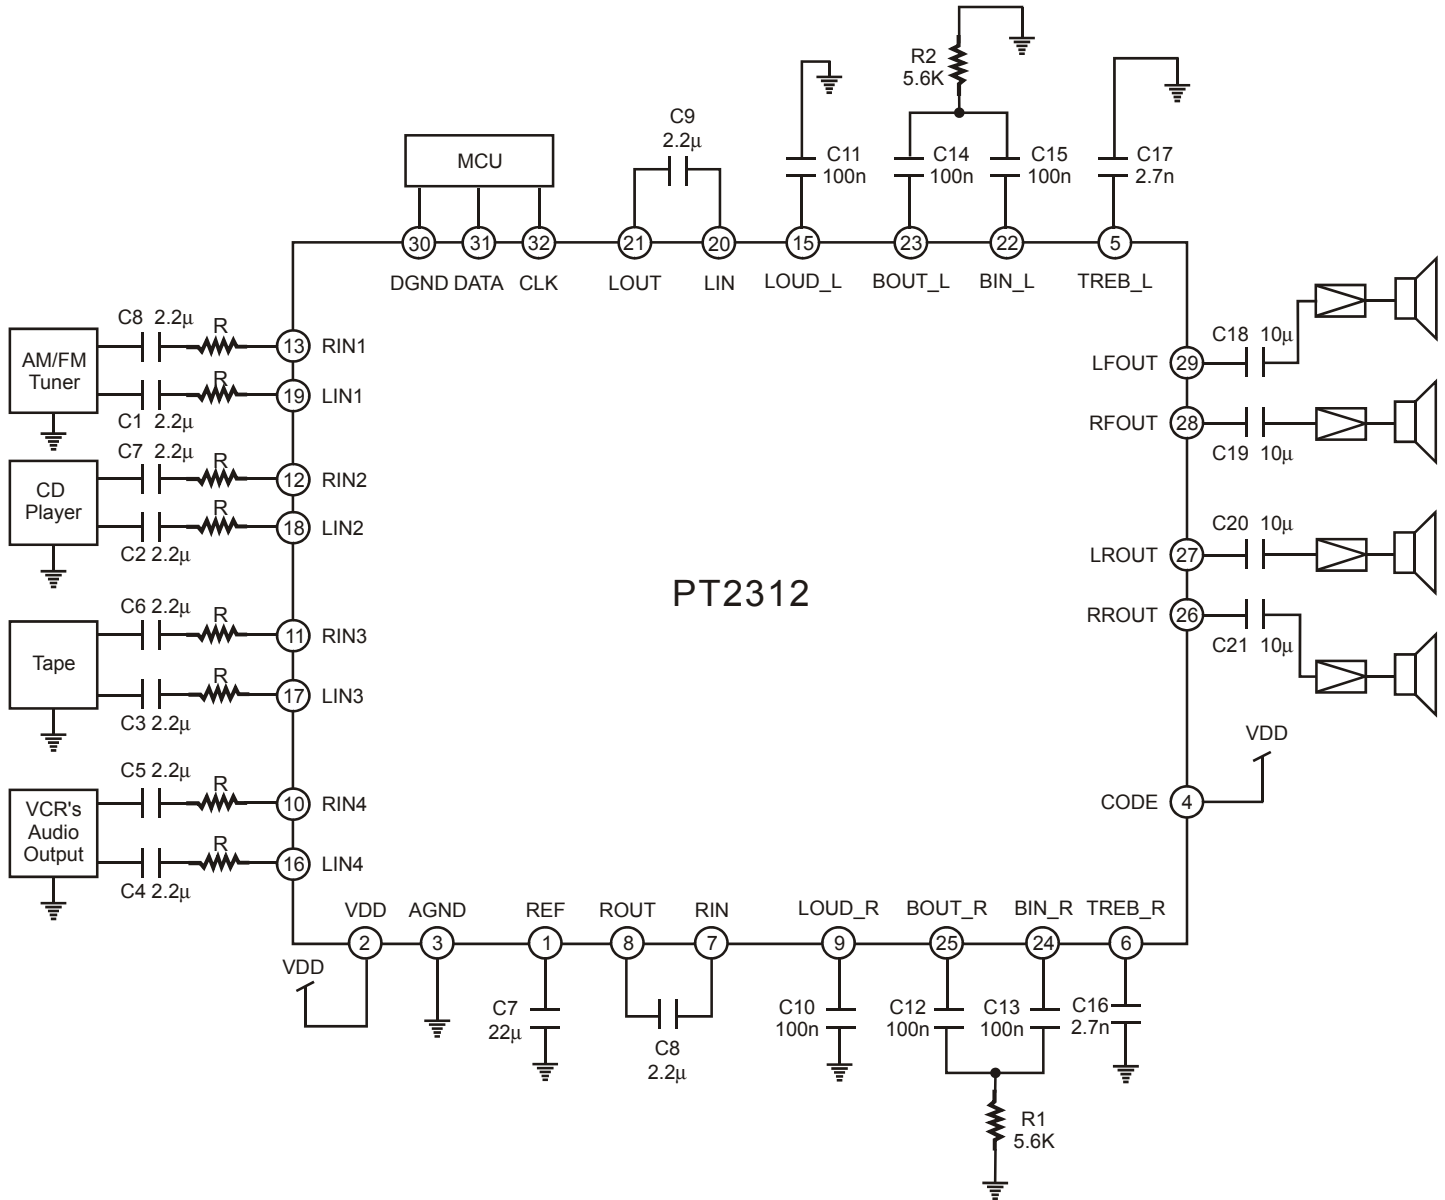 R2
5.6K
C9
2.2μ
MCU
C11
100n
C14
100n
C15
100n
C17
2.7n
30 31 32 21 20 15 23 22 5
DGND DATA CLK LOUT LIN LOUD_L BOUT_L BIN_L TREB_L
C8 2.2μ R
AM/FM
Tuner
13 RIN1
R
19 LIN1
C1 2.2μ
C18 10μ
LFOUT 29
RFOUT 28
C19 10μ
C7 2.2μ R
CD
Player
12 RIN2
R
18 LIN2
C2 2.2μ
C20 10μ
LROUT 27
PT2312
C6 2.2μ R
Tape
11 RIN3
R
17 LIN3
C3 2.2μ
RROUT 26
C21 10μ
VDD
C5 2.2μ R
VCR's
Audio
Output
10 RIN4
R
16 LIN4
C4 2.2μ
CODE 4
VDD AGND REF ROUT RIN LOUD_R BOUT_R BIN_R TREB_R
2 3 1 8 7 9 25 24 6
VDD
C7
22μ
C8
2.2μ
C10
100n
C12
100n
C13
100n
C16
2.7n
R1
5.6K